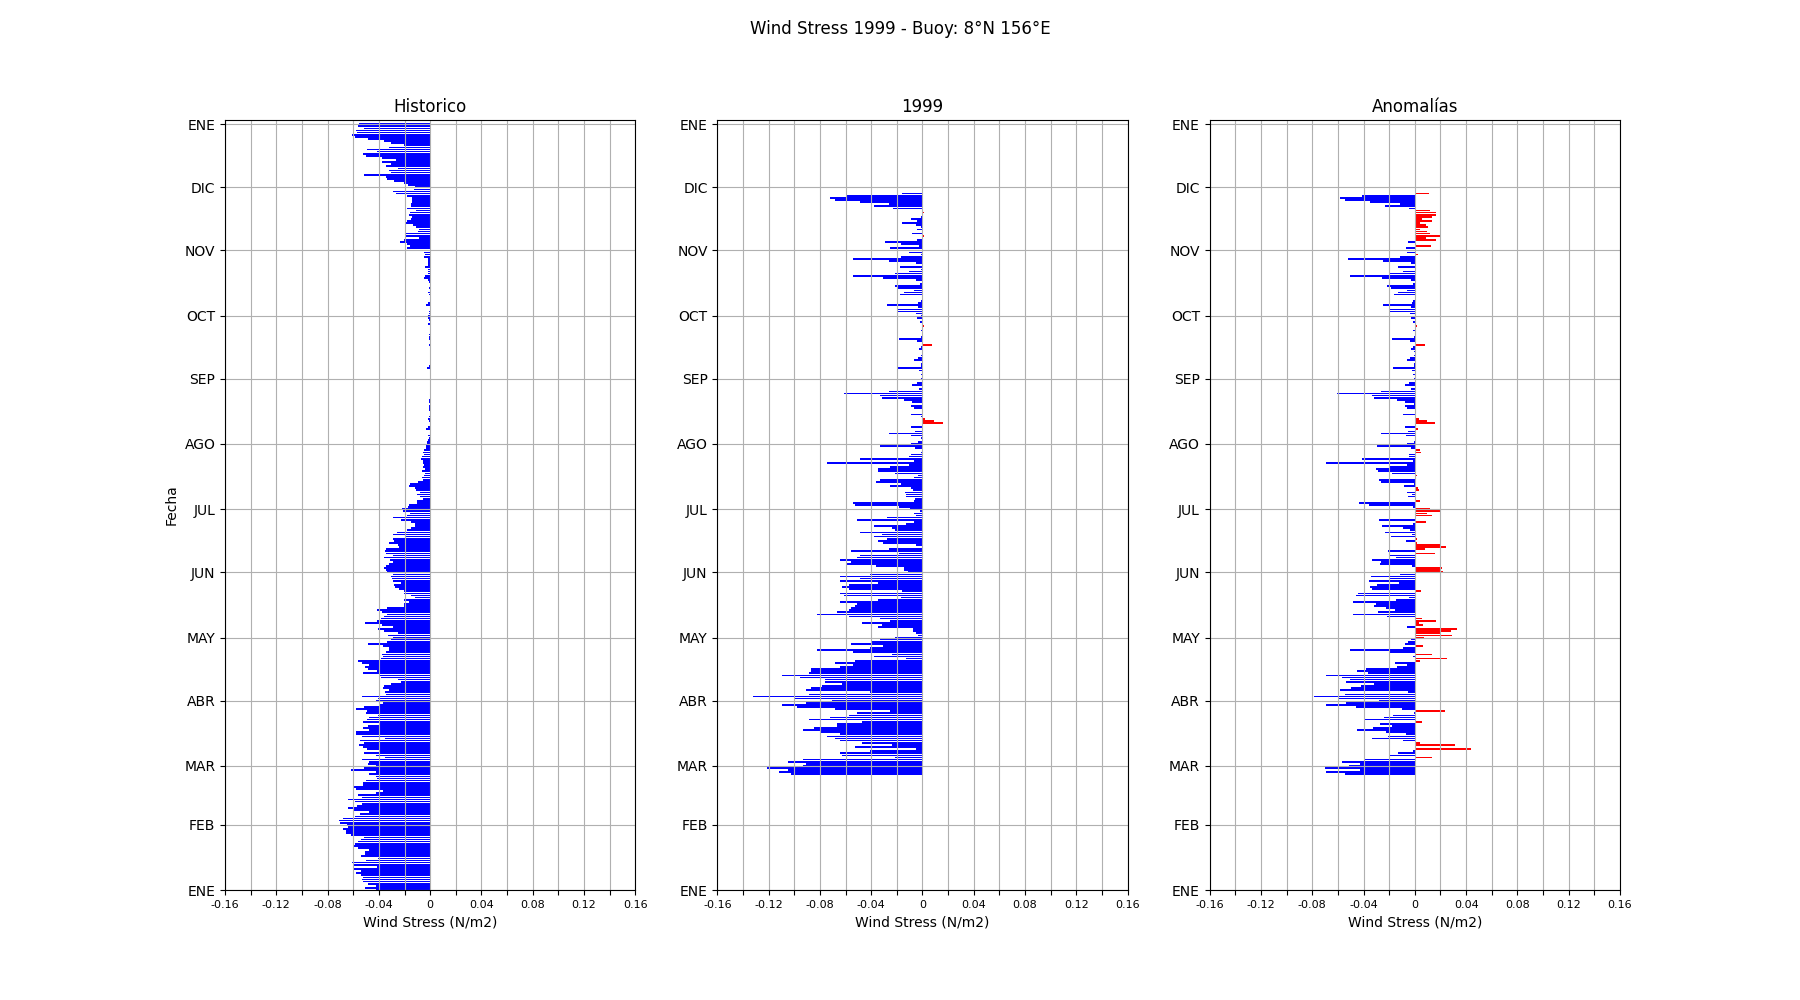 Wind Stress 1999 - Buoy: 8°N 156°E
Historico
ENE
DIC
NOV
OCT
SEP
AGO
JUL
JUN
MAY
ABR
MAR
FEB
ENE
Fecha
-0.16 -0.12 -0.08 -0.04 0 0.04 0.08 0.12 0.16
Wind Stress (N/m2)
1999
ENE
DIC
NOV
OCT
SEP
AGO
JUL
JUN
MAY
ABR
MAR
FEB
ENE
-0.16 -0.12 -0.08 -0.04 0 0.04 0.08 0.12 0.16
Wind Stress (N/m2)
Anomalías
ENE
DIC
NOV
OCT
SEP
AGO
JUL
JUN
MAY
ABR
MAR
FEB
ENE
-0.16 -0.12 -0.08 -0.04 0 0.04 0.08 0.12 0.16
Wind Stress (N/m2)